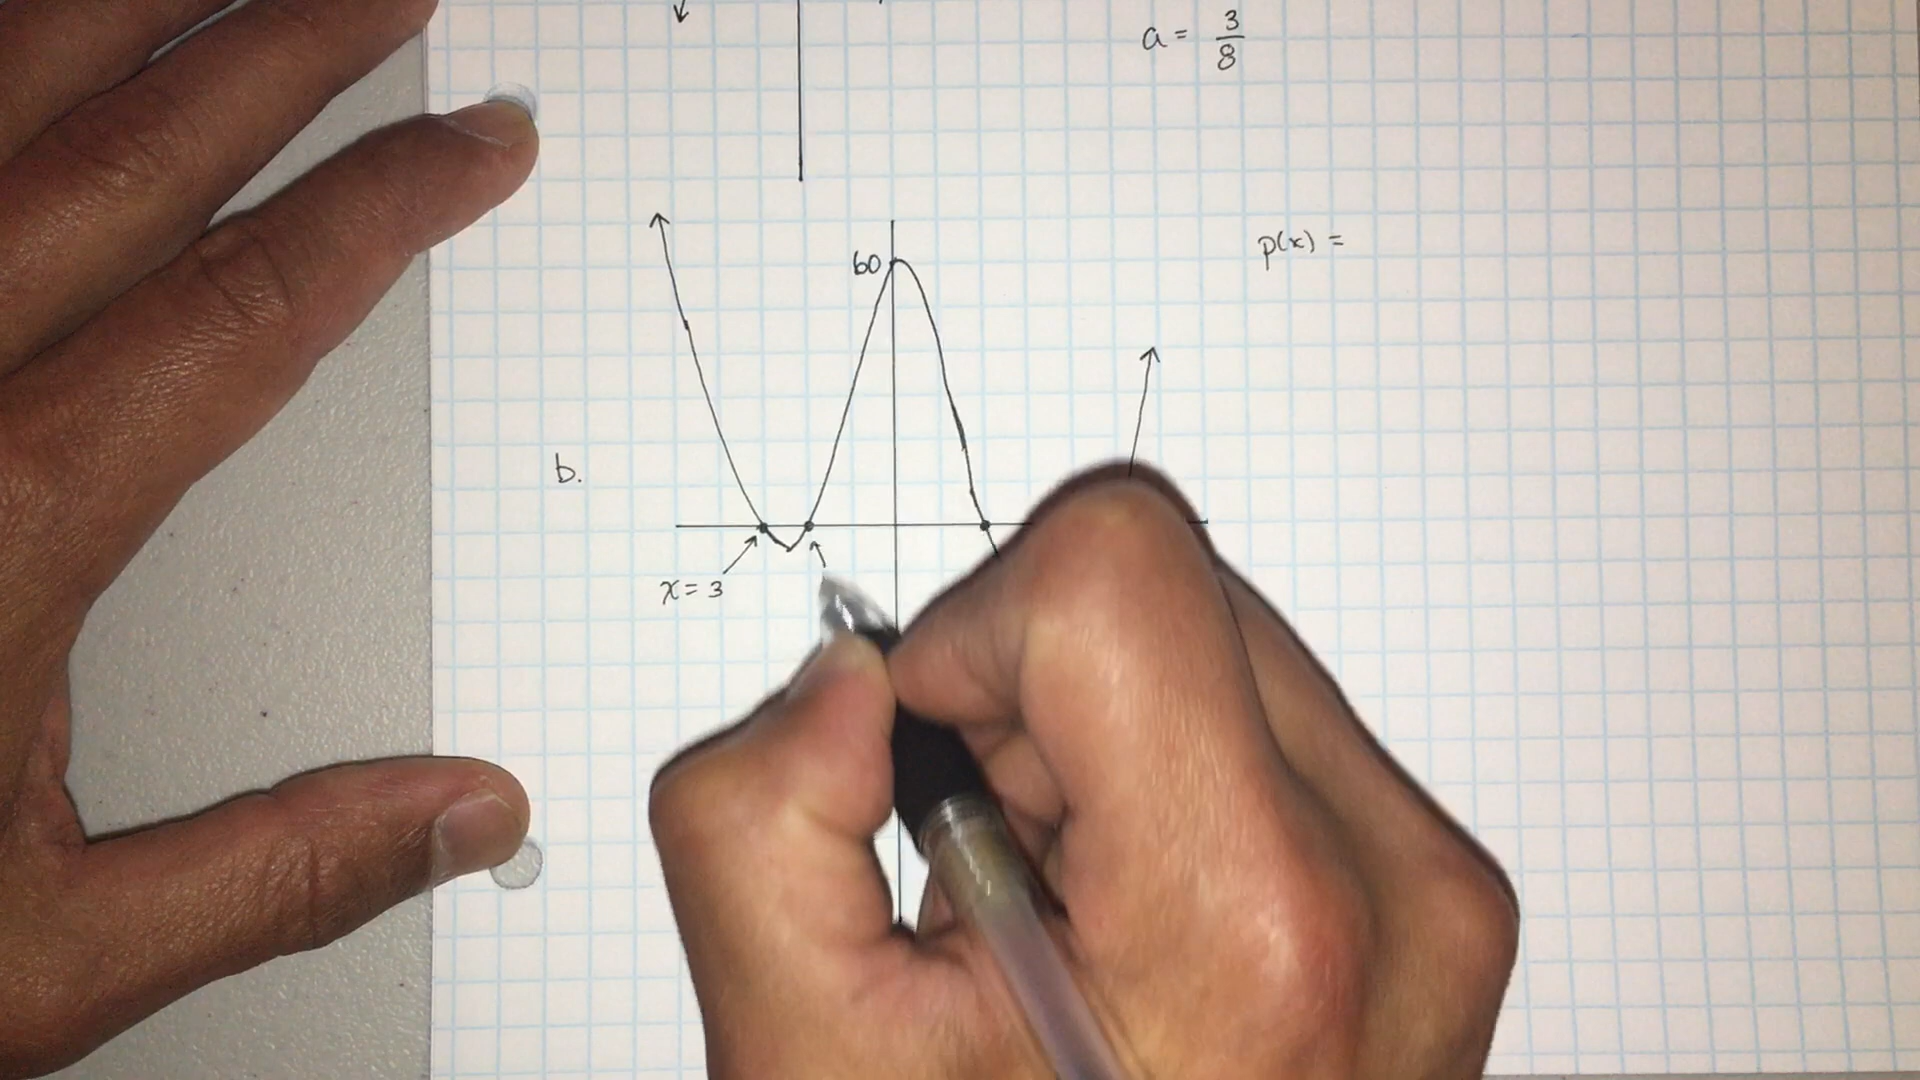 a = 3/8
60
p(x) =
b.
x = 3